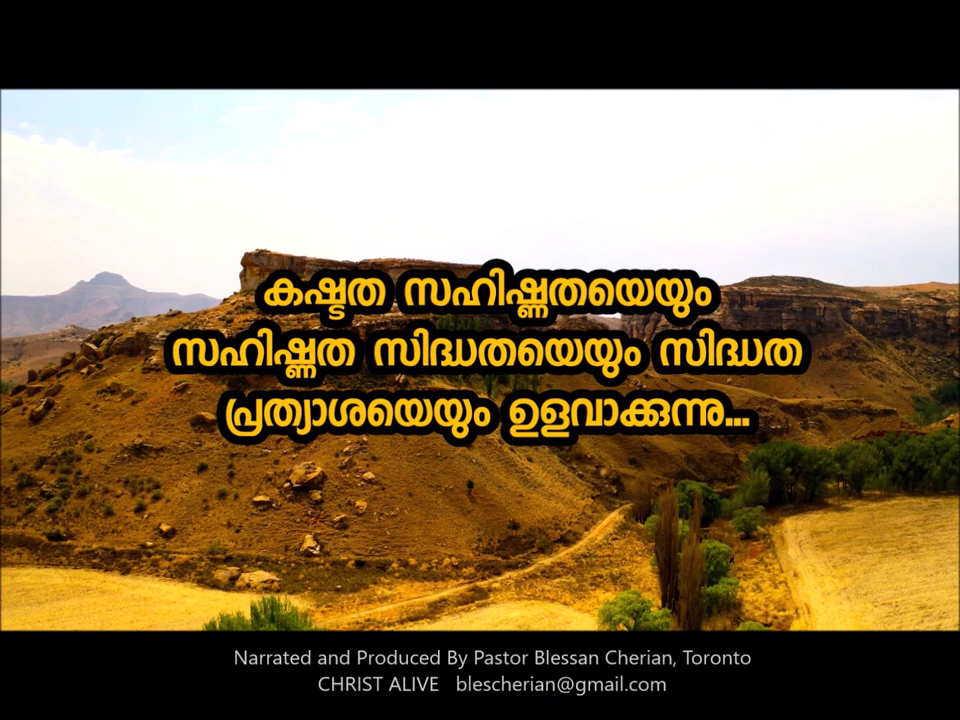 കഷ്ടത സഹിഷ്ണതയെയും
സഹിഷ്ണത സിദ്ധതയെയും സിദ്ധത
പ്രത്യാശയെയും ഉളവാക്കുന്നു...
Narrated and Produced By Pastor Blessan Cherian, Toronto
CHRIST ALIVE blescherian@gmail.com